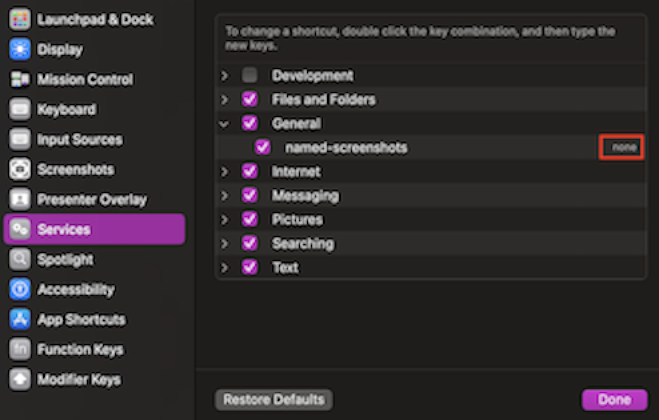 Launchpad & Dock
Display
Mission Control
Keyboard
Input Sources
Screenshots
Presenter Overlay
Services
Spotlight
Accessibility
App Shortcuts
fn Function Keys
Modifier Keys
To change a shortcut, double click the key combination, and then type the
new keys.
Development
Files and Folders
General
named-screenshots none
Internet
Messaging
Pictures
Searching
Text
Restore Defaults
Done